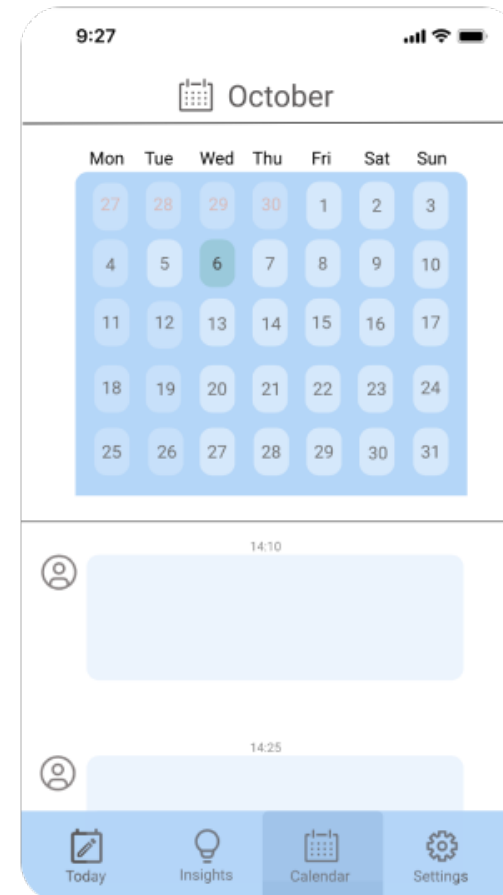 9:27
October
Mon Tue Wed Thu Fri Sat Sun
27 28 29 30 1 2 3
4 5 6 7 8 9 10
11 12 13 14 15 16 17
18 19 20 21 22 23 24
25 26 27 28 29 30 31
14:10
14:25
Today Insights Calendar Settings